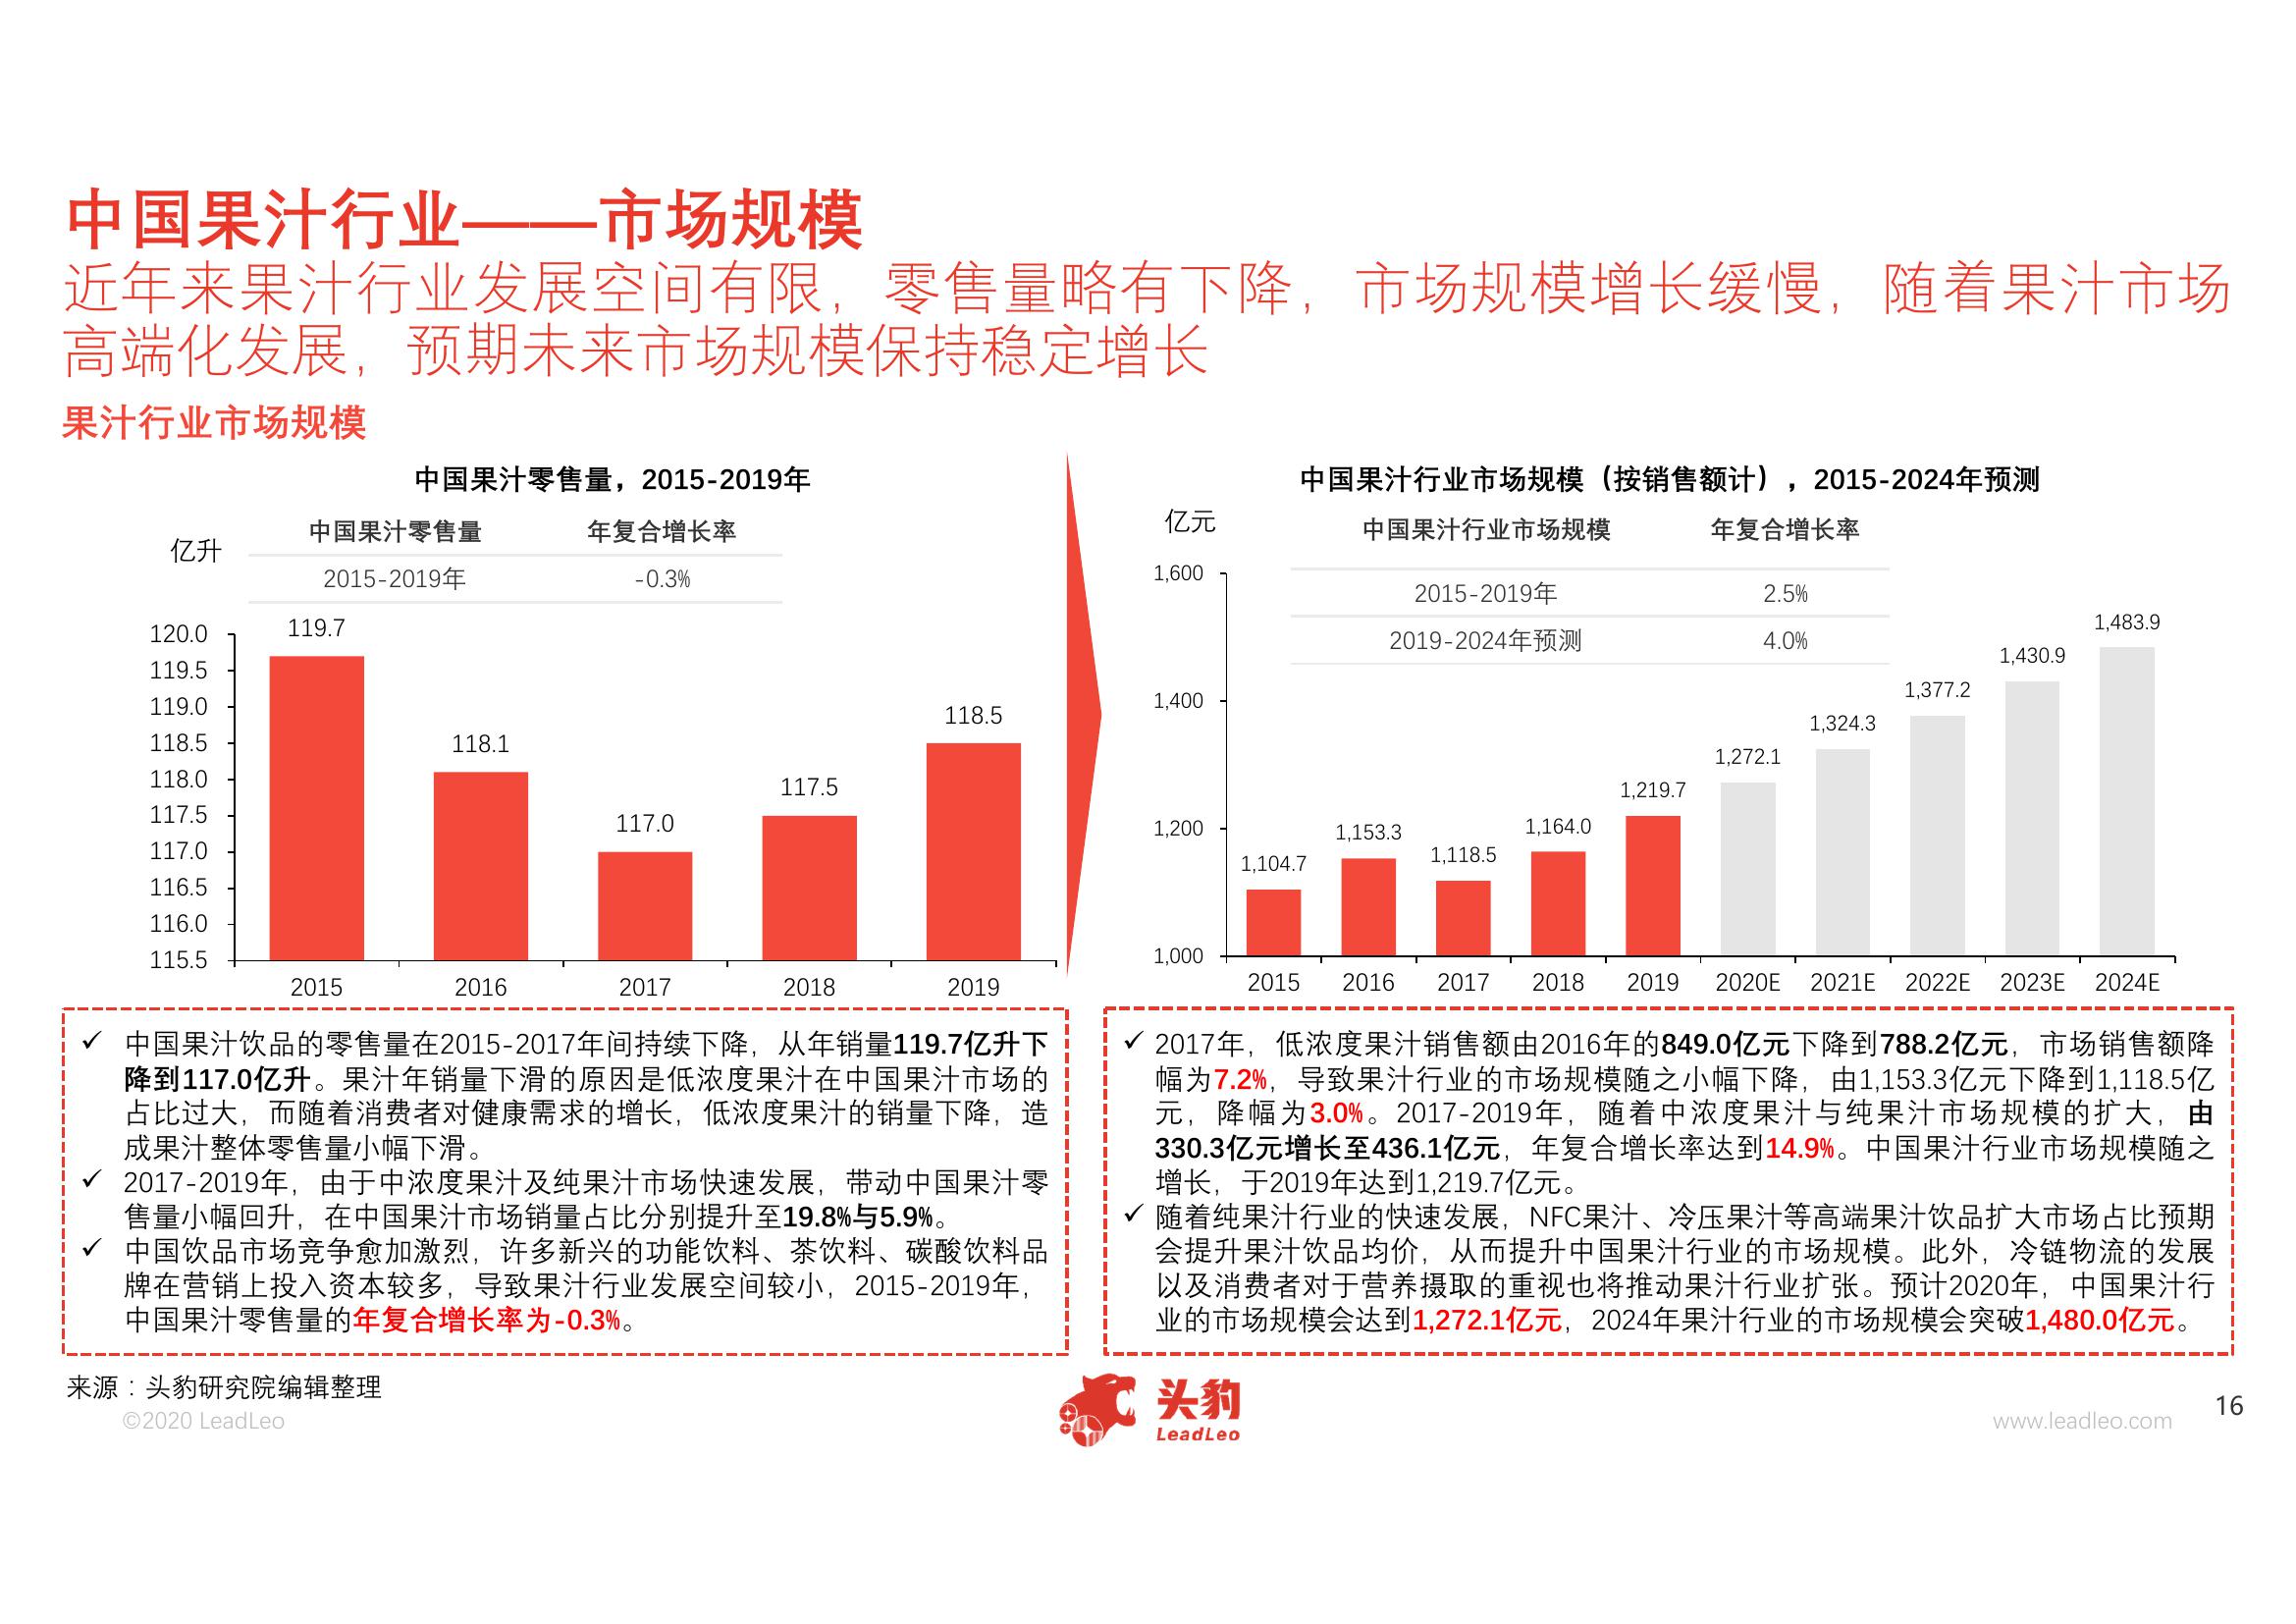 中国果汁行业——市场规模
近年来果汁行业发展空间有限，零售量略有下降，市场规模增长缓慢，随着果汁市场
高端化发展，预期未来市场规模保持稳定增长
果汁行业市场规模
中国果汁零售量，2015-2019年
亿升
中国果汁零售量 年复合增长率
2015-2019年 -0.3%
120.0
119.5
119.0
118.5
118.0
117.5
117.0
116.5
116.0
115.5
119.7
118.1
117.0
117.5
118.5
2015 2016 2017 2018 2019
中国果汁行业市场规模（按销售额计），2015-2024年预测
亿元
中国果汁行业市场规模 年复合增长率
2015-2019年 2.5%
2019-2024年预测 4.0%
1,600
1,400
1,200
1,000
1,104.7
1,153.3
1,118.5
1,164.0
1,219.7
1,272.1
1,324.3
1,377.2
1,430.9
1,483.9
2015 2016 2017 2018 2019 2020E 2021E 2022E 2023E 2024E
✓ 中国果汁饮品的零售量在2015-2017年间持续下降，从年销量119.7亿升下
降到117.0亿升。果汁年销量下滑的原因是低浓度果汁在中国果汁市场的
占比过大，而随着消费者对健康需求的增长，低浓度果汁的销量下降，造
成果汁整体零售量小幅下滑。
✓ 2017-2019年，由于中浓度果汁及纯果汁市场快速发展，带动中国果汁零
售量小幅回升，在中国果汁市场销量占比分别提升至19.8%与5.9%。
✓ 中国饮品市场竞争愈加激烈，许多新兴的功能饮料、茶饮料、碳酸饮料品
牌在营销上投入资本较多，导致果汁行业发展空间较小，2015-2019年，
中国果汁零售量的年复合增长率为-0.3%。
✓ 2017年，低浓度果汁销售额由2016年的849.0亿元下降到788.2亿元，市场销售额降
幅为7.2%，导致果汁行业的市场规模随之小幅下降，由1,153.3亿元下降到1,118.5亿
元，降幅为3.0%。2017-2019年，随着中浓度果汁与纯果汁市场规模的扩大，由
330.3亿元增长至436.1亿元，年复合增长率达到14.9%。中国果汁行业市场规模随之
增长，于2019年达到1,219.7亿元。
✓ 随着纯果汁行业的快速发展，NFC果汁、冷压果汁等高端果汁饮品扩大市场占比预期
会提升果汁饮品均价，从而提升中国果汁行业的市场规模。此外，冷链物流的发展
以及消费者对于营养摄取的重视也将推动果汁行业扩张。预计2020年，中国果汁行
业的市场规模会达到1,272.1亿元，2024年果汁行业的市场规模会突破1,480.0亿元。
来源：头豹研究院编辑整理
©2020 LeadLeo
头豹
LeadLeo
www.leadleo.com
16